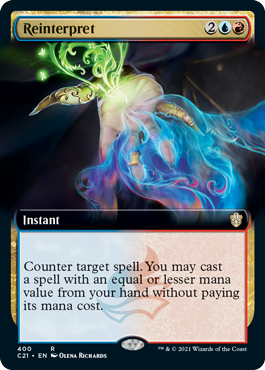 Reinterpret 2
Instant
Counter target spell. You may cast
a spell with an equal or lesser mana
value from your hand without paying
its mana cost.
400 R
C21 • EN OLENA RICHARDS
™ & © 2021 Wizards of the Coast